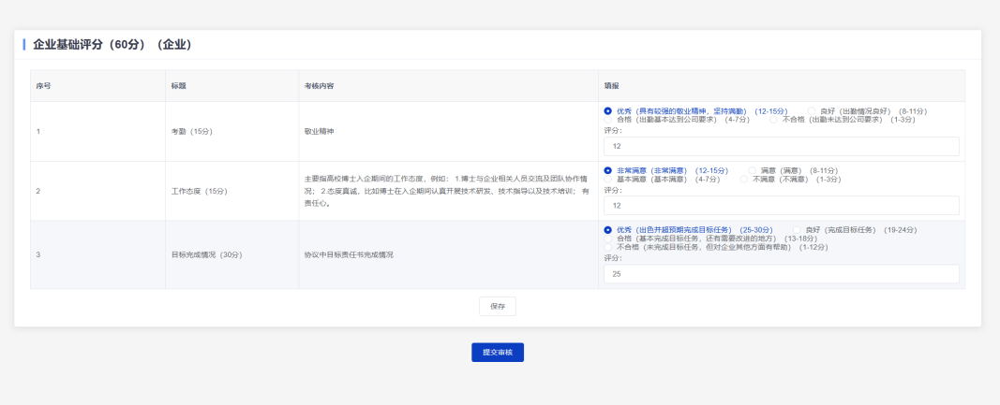 企业基础评分（60分）（企业）
序号 标题 考核内容 填报
1 考勤（15分） 敬业精神
优秀（具有较强的敬业精神，坚持满勤）（12-15分） 良好（出勤情况良好）（8-11分）
合格（出勤基本达到公司要求）（4-7分） 不合格（出勤未达到公司要求）（1-3分）
评分：
12
2 工作态度（15分）
主要指高校博士入企期间的工作态度，例如： 1.博士与企业相关人员交流及团队协作情
况； 2.态度真诚，比如博士在入企期间认真开展技术研发、技术指导以及技术培训； 有
责任心。
非常满意（非常满意）（12-15分） 满意（满意）（8-11分）
基本满意（基本满意）（4-7分） 不满意（不满意）（1-3分）
评分：
12
3 目标完成情况（30分） 协议中目标责任书完成情况
优秀（出色并超预期完成目标任务）（25-30分） 良好（完成目标任务）（19-24分）
合格（基本完成目标任务，还有需要改进的地方）（13-18分）
不合格（未完成目标任务，但对企业其他方面有帮助）（1-12分）
评分：
25
保存
提交审核